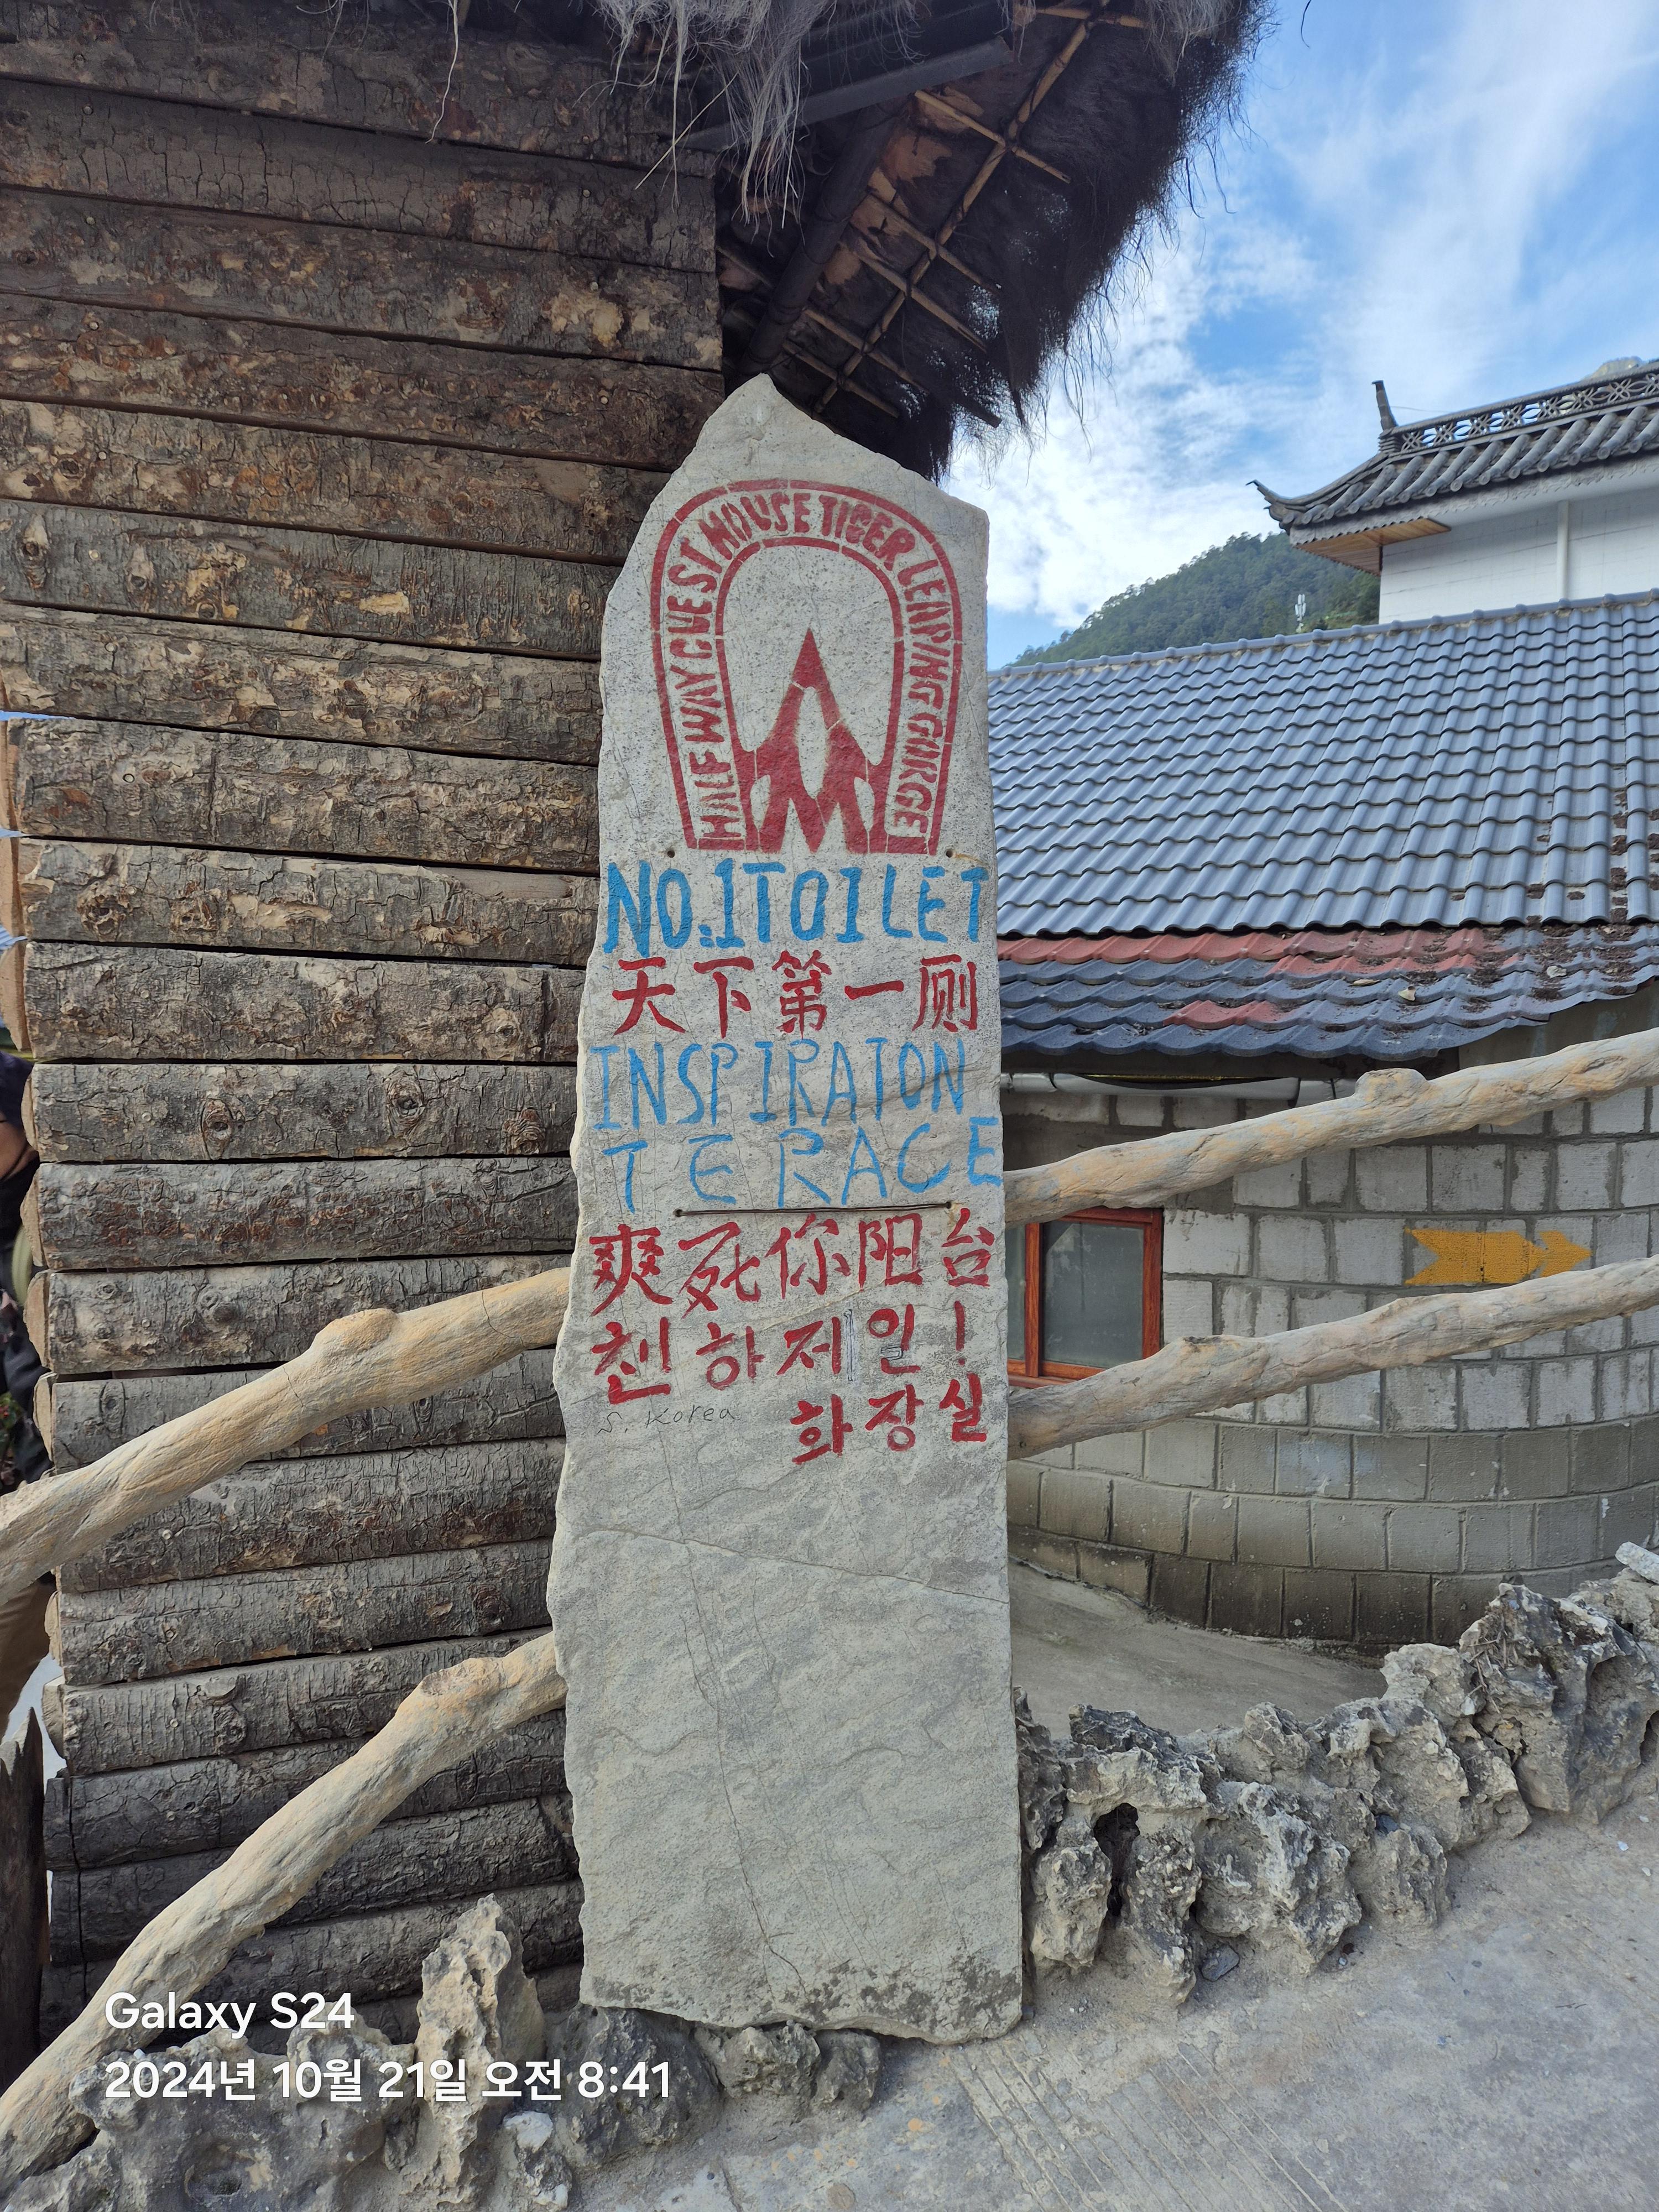 HALF WAY GUEST HOUSE TIGER LEAPING GORGE
NO.1 TOILET
天下第一厕
INSPIRATON
TERACE
爽死你阳台
친하제일!
S. Korea
화장실
Galaxy S24
2024년 10월 21일 오전 8:41